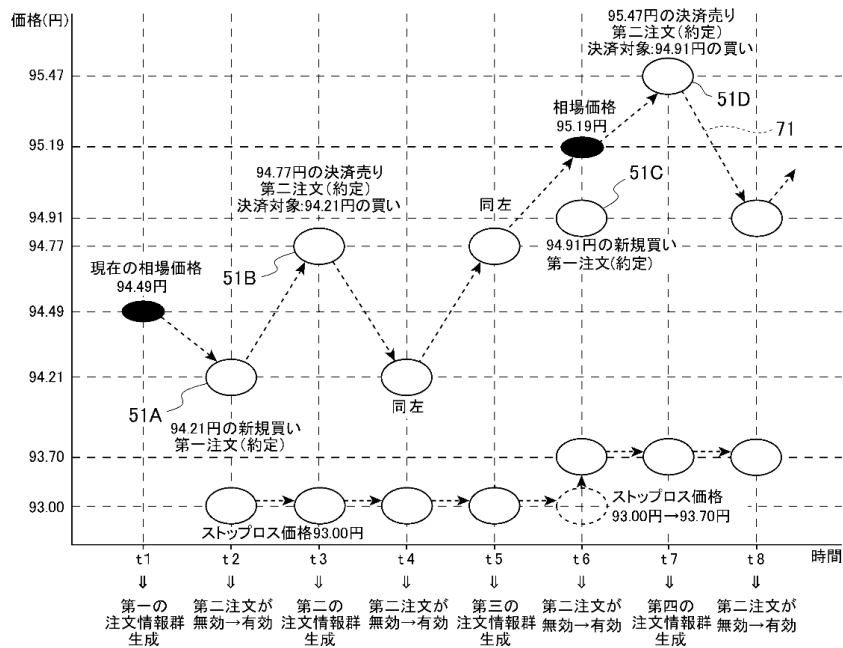 価格(円)
95.47
95.19
94.91
94.77
94.49
94.21
93.70
93.00
95.47円の決済売り
第二注文(約定)
決済対象:94.91円の買い
51D
相場価格
95.19円
71
94.77円の決済売り
第二注文(約定)
決済対象:94.21円の買い
51C
同左
94.91円の新規買い
第一注文(約定)
51B
現在の相場価格
94.49円
51A
94.21円の新規買い
第一注文(約定)
同左
ストップロス価格93.00円
ストップロス価格
93.00円→93.70円
t1
t2
t3
t4
t5
t6
t7
t8
時間
⇓
⇓
⇓
⇓
⇓
⇓
⇓
⇓
第一の
注文情報群
生成
第二注文が
無効→有効
第二の
注文情報群
生成
第二注文が
無効→有効
第三の
注文情報群
生成
第二注文が
無効→有効
第四の
注文情報群
生成
第二注文が
無効→有効